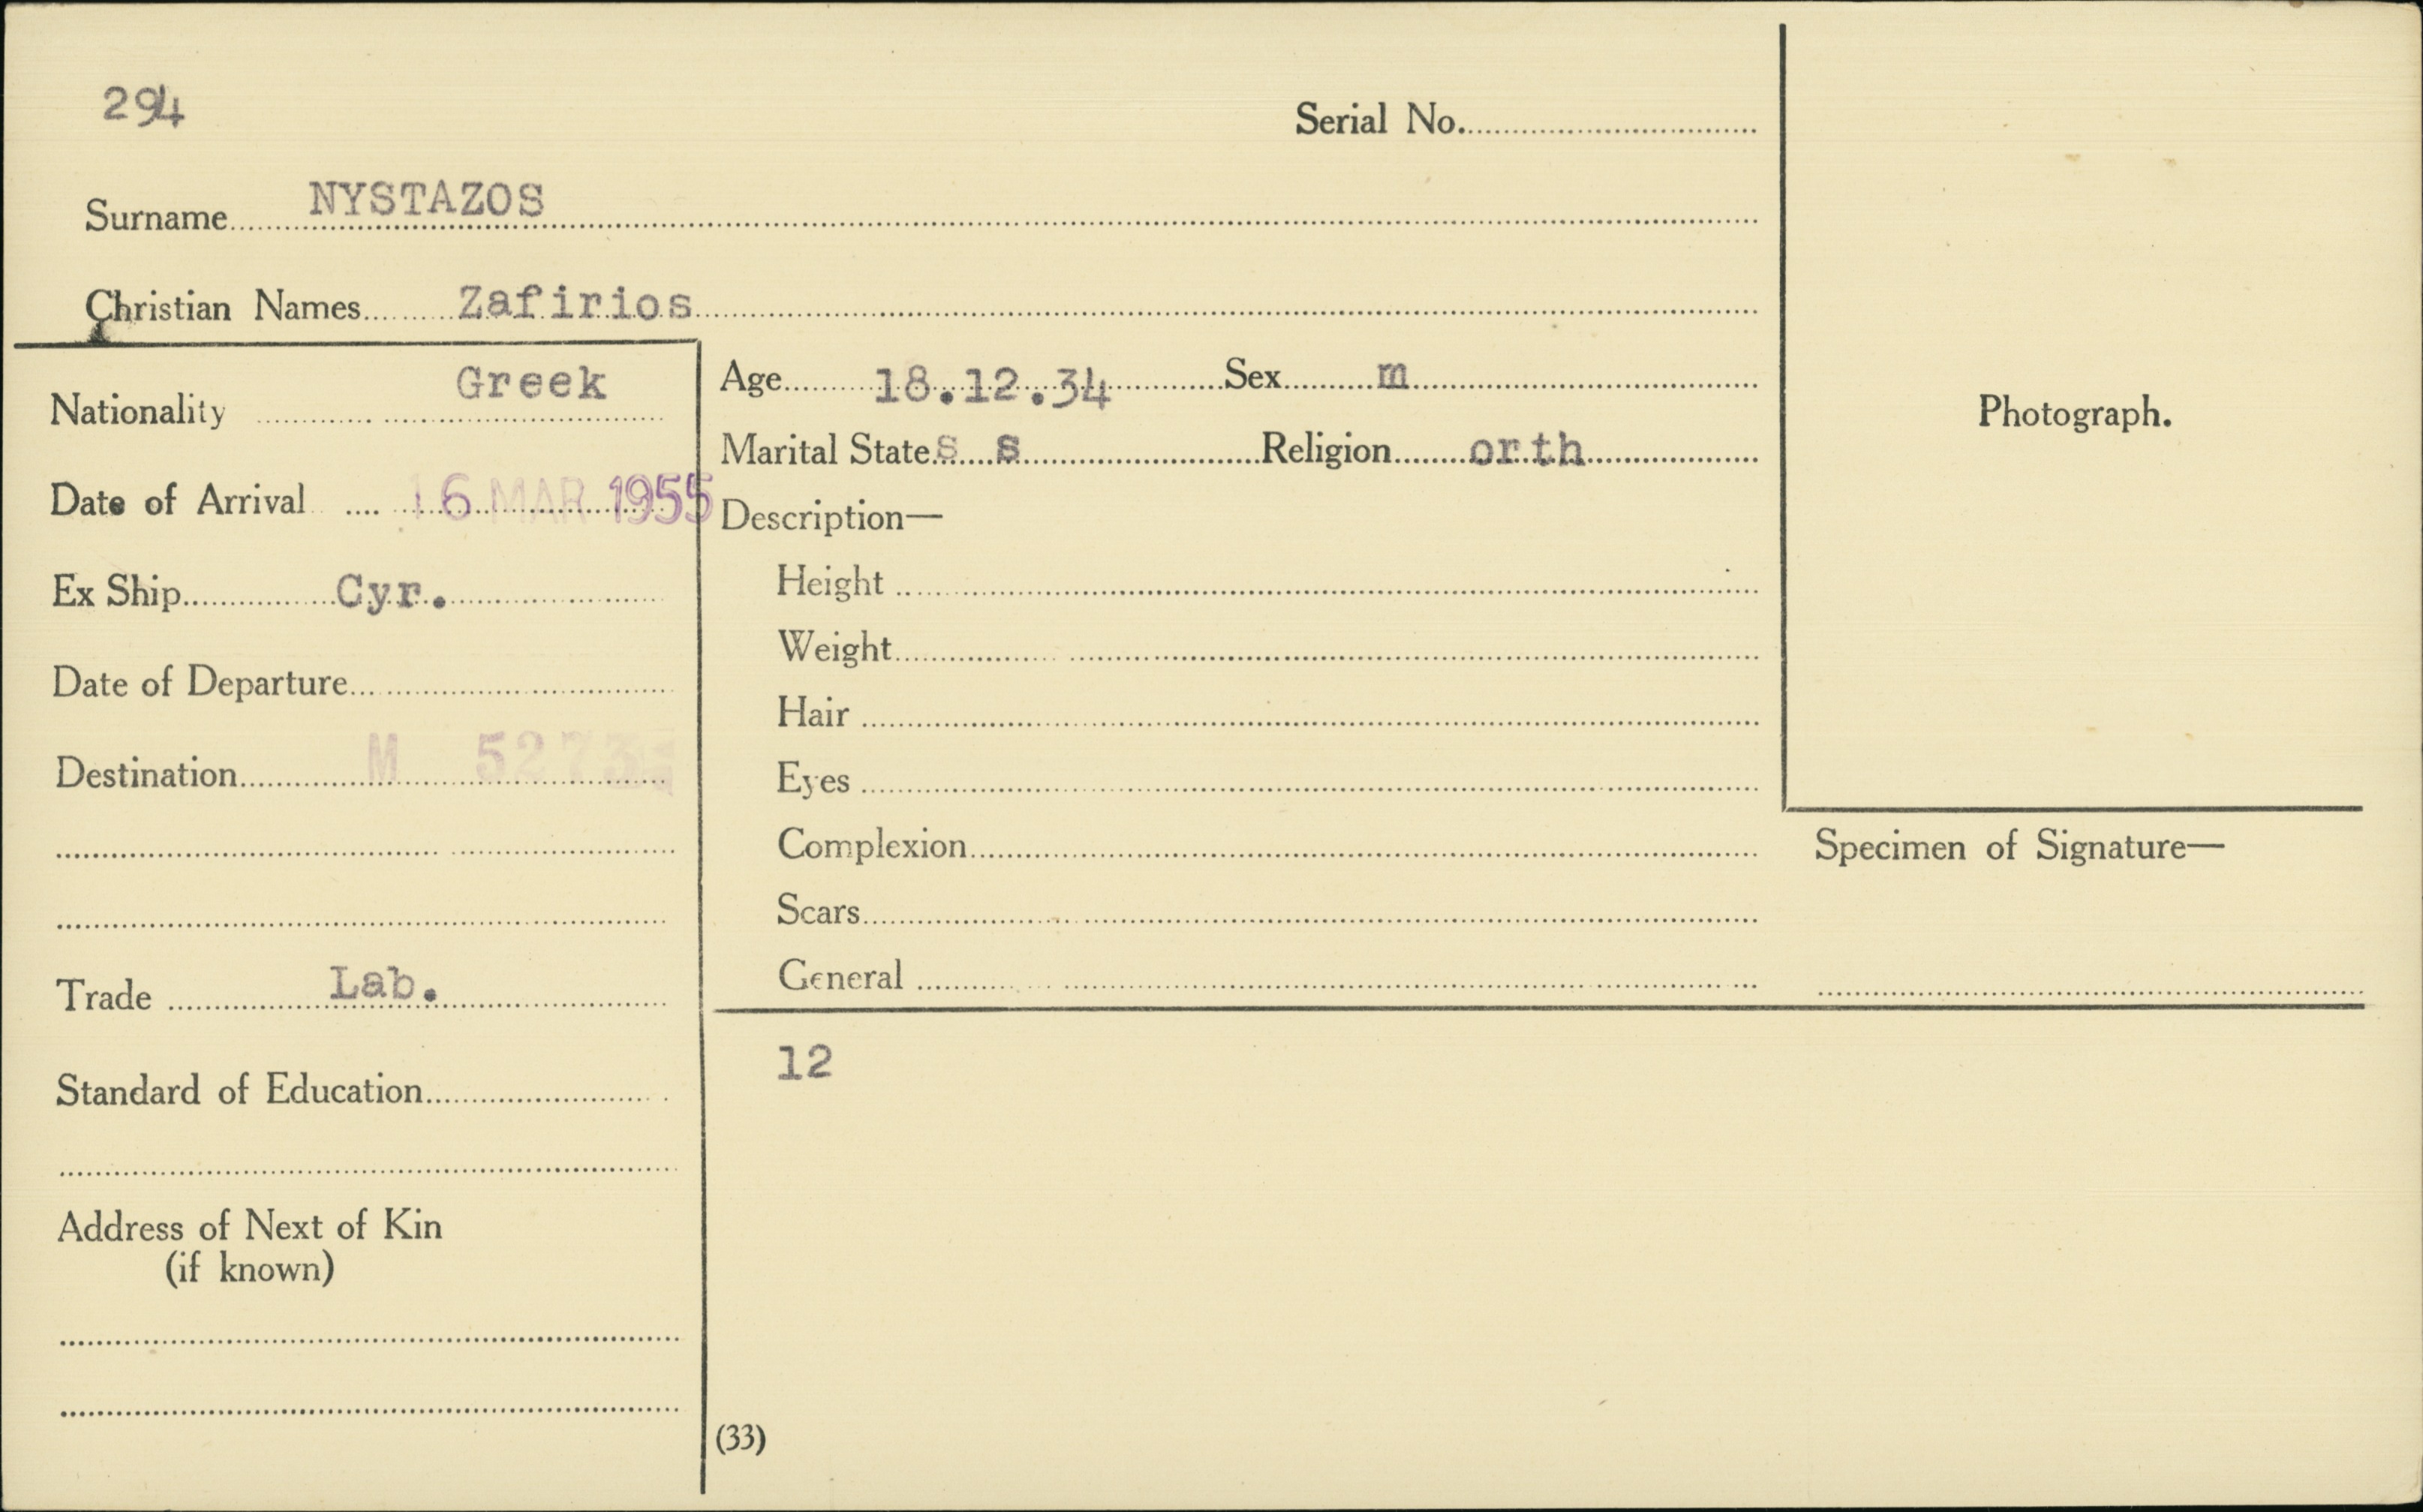 294
Serial No.
Surname NYSTAZOS
Christian Names Zafirios
Nationality Greek
Date of Arrival 16 MAR 1955
Ex Ship Cyr.
Date of Departure
Destination M 5273
Trade Lab.
Standard of Education
Address of Next of Kin
(if known)
Age 18.12.34 Sex m
Marital State s s Religion orth
Description—
Height
Weight
Hair
Eyes
Complexion
Scars
General
12
(33)
Photograph.
Specimen of Signature—